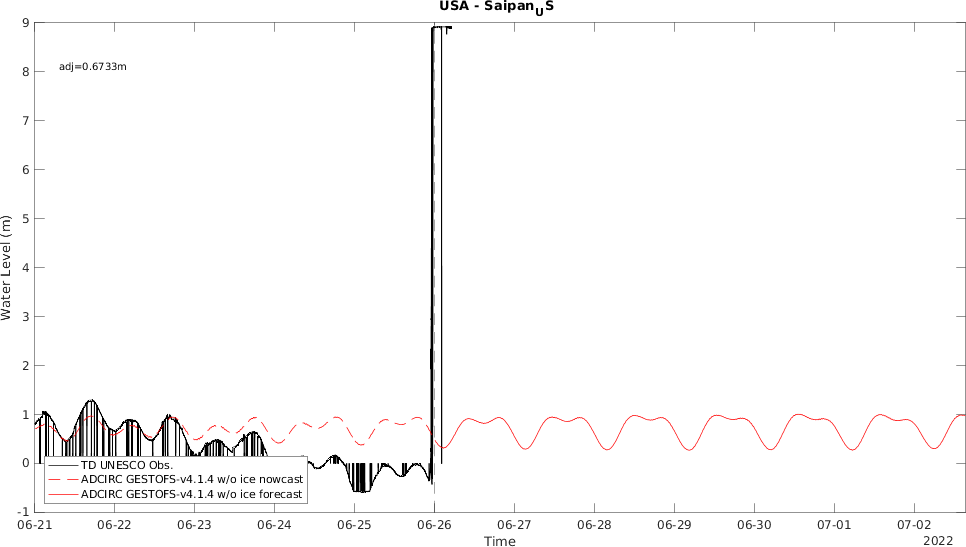 USA - SaipanUS
9
8
7
6
5
4
3
2
1
0
-1
Water Level (m)
adj=0.6733m
TD UNESCO Obs.
ADCIRC GESTOFS-v4.1.4 w/o ice nowcast
ADCIRC GESTOFS-v4.1.4 w/o ice forecast
06-21 06-22 06-23 06-24 06-25 06-26 06-27 06-28 06-29 06-30 07-01 07-02
Time
2022